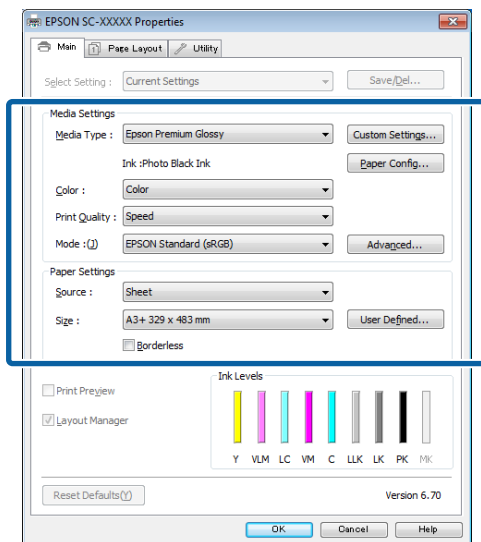 EPSON SC-XXXXX Properties
Main Page Layout Utility
Select Setting : Current Settings Save/Del...
Media Settings
Media Type : Epson Premium Glossy Custom Settings...
Ink :Photo Black Ink Paper Config...
Color : Color
Print Quality : Speed
Mode :(J) EPSON Standard (sRGB) Advanced...
Paper Settings
Source : Sheet
Size : A3+ 329 x 483 mm User Defined...
Borderless
Ink Levels
Print Preview
Layout Manager
Y VLM LC VM C LLK LK PK MK
Reset Defaults(Y) Version 6.70
OK Cancel Help